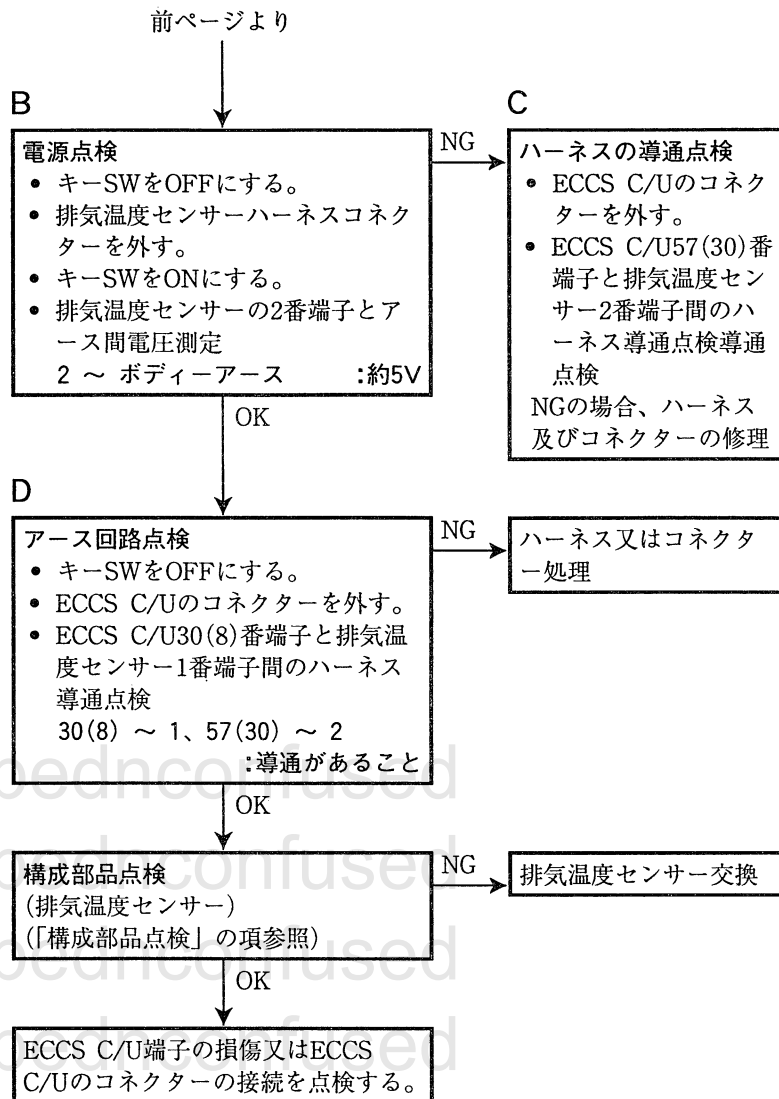 前ページより
B
電源点検
• キーSWをOFFにする。
• 排気温度センサーハーネスコネク
ターを外す。
• キーSWをONにする。
• 排気温度センサーの2番端子とア
ース間電圧測定
2 ～ ボディーアース :約5V
NG
C
ハーネスの導通点検
• ECCS C/Uのコネク
ターを外す。
• ECCS C/U57(30)番
端子と排気温度セン
サー2番端子間のハ
ーネス導通点検導通
点検
NGの場合、ハーネス
及びコネクターの修理
OK
D
アース回路点検
• キーSWをOFFにする。
• ECCS C/Uのコネクターを外す。
• ECCS C/U30(8)番端子と排気温
度センサー1番端子間のハーネス
導通点検
30(8) ～ 1、57(30) ～ 2
:導通があること
NG
ハーネス又はコネクタ
ー処理
OK
構成部品点検
(排気温度センサー)
(「構成部品点検」の項参照)
NG
排気温度センサー交換
OK
ECCS C/U端子の損傷又はECCS
C/Uのコネクターの接続を点検する。
pednconfused
pednconfused
pednconfused
pednconfused